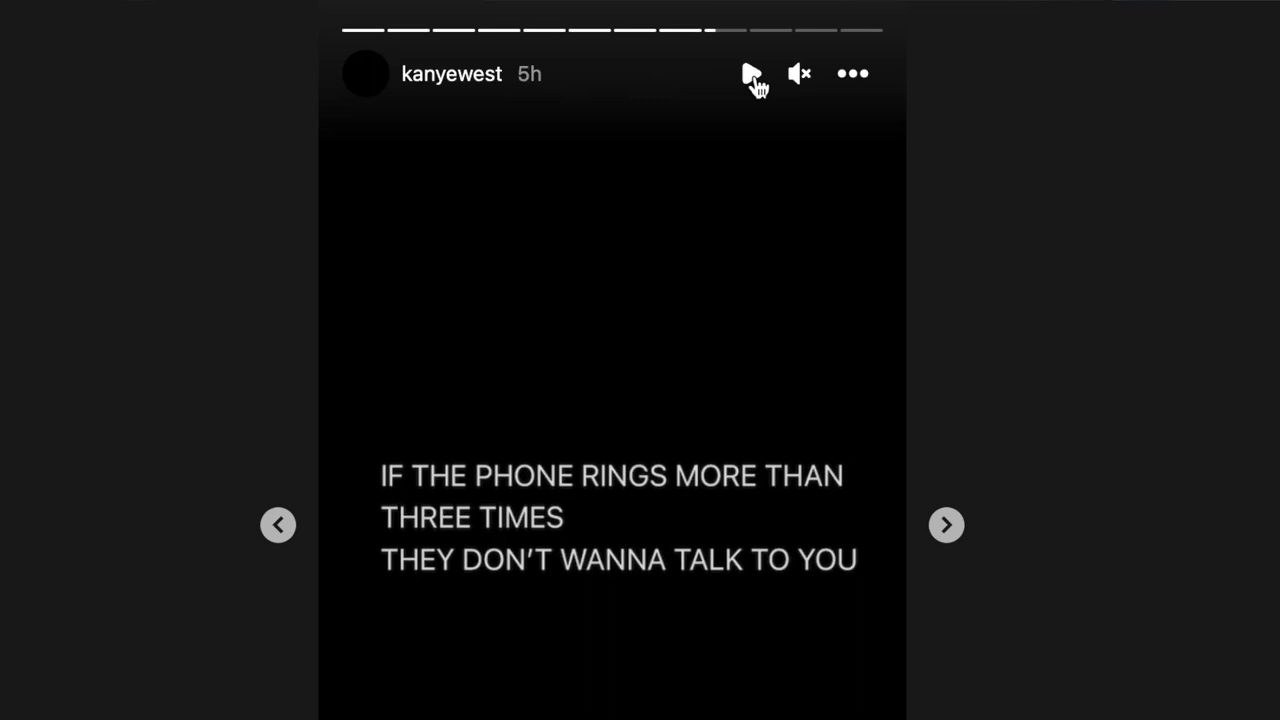 kanyewest 5h
IF THE PHONE RINGS MORE THAN
THREE TIMES
THEY DON’T WANNA TALK TO YOU